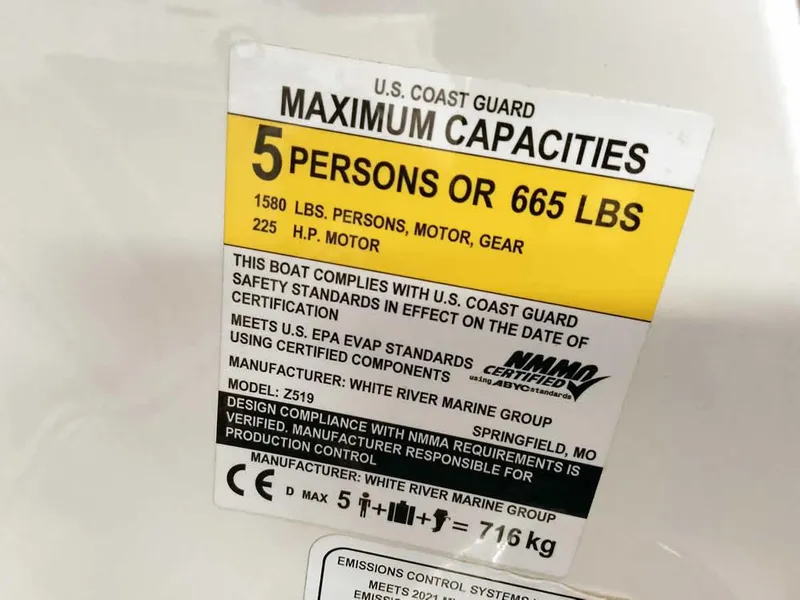 U.S. COAST GUARD
MAXIMUM CAPACITIES
5 PERSONS OR 665 LBS
1580 LBS. PERSONS, MOTOR, GEAR
225 H.P. MOTOR
THIS BOAT COMPLIES WITH U.S. COAST GUARD
SAFETY STANDARDS IN EFFECT ON THE DATE OF
CERTIFICATION
MEETS U.S. EPA EVAP STANDARDS
USING CERTIFIED COMPONENTS
NMMA
CERTIFIED
using ABYC standards
MANUFACTURER: WHITE RIVER MARINE GROUP
MODEL: Z519
SPRINGFIELD, MO
DESIGN COMPLIANCE WITH NMMA REQUIREMENTS IS
VERIFIED. MANUFACTURER RESPONSIBLE FOR
PRODUCTION CONTROL
MANUFACTURER: WHITE RIVER MARINE GROUP
CE D MAX 5 + + = 716 kg
EMISSIONS CONTROL SYSTEMS
MEETS 2021